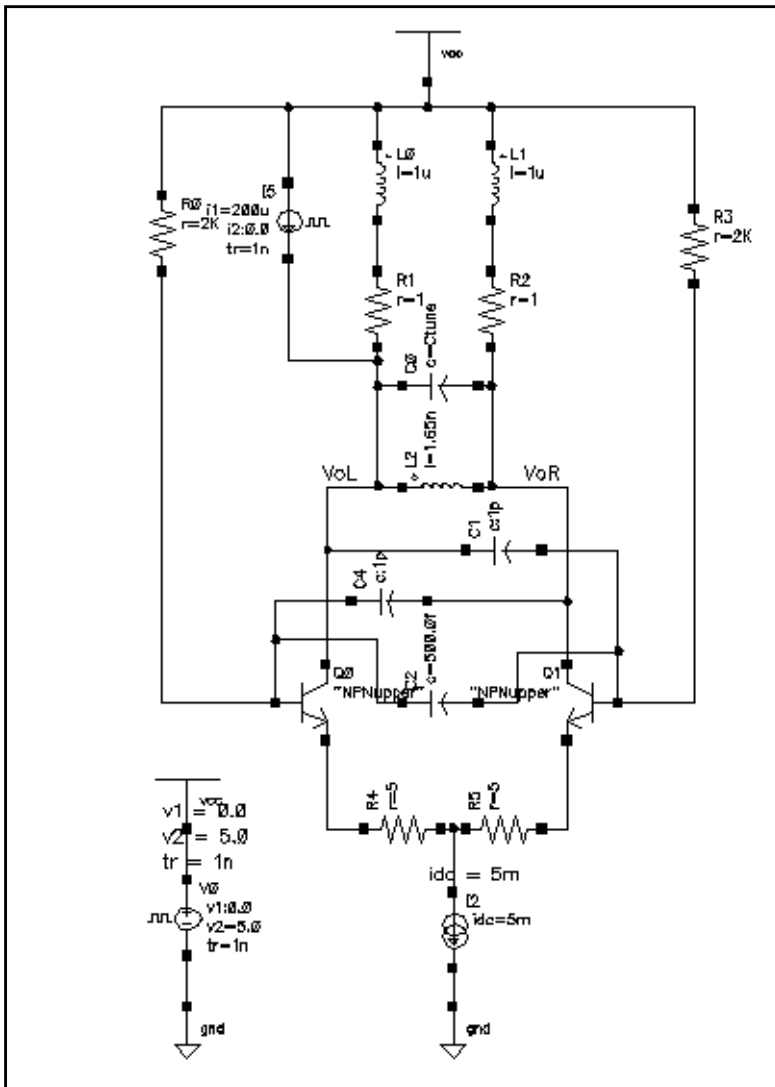 vcc
L0
l=1u
L1
l=1u
I5
i1=200u
i2:0.0
tr=1n
R0
r=2K
R3
r=2K
R1
r=1
R2
r=1
C0
c=Ctune
L2
l=1.65n
VoL
VoR
C1
c:1p
C4
c:1p
C2
c=500.0f
Q0
"NPNupper"
Q1
"NPNupper"
R4
r=5
R5
r=5
vcc
v1 = 0.0
v2 = 5.0
tr = 1n
V0
v1:0.0
v2=5.0
tr=1n
idc = 5m
I2
idc=5m
gnd
gnd